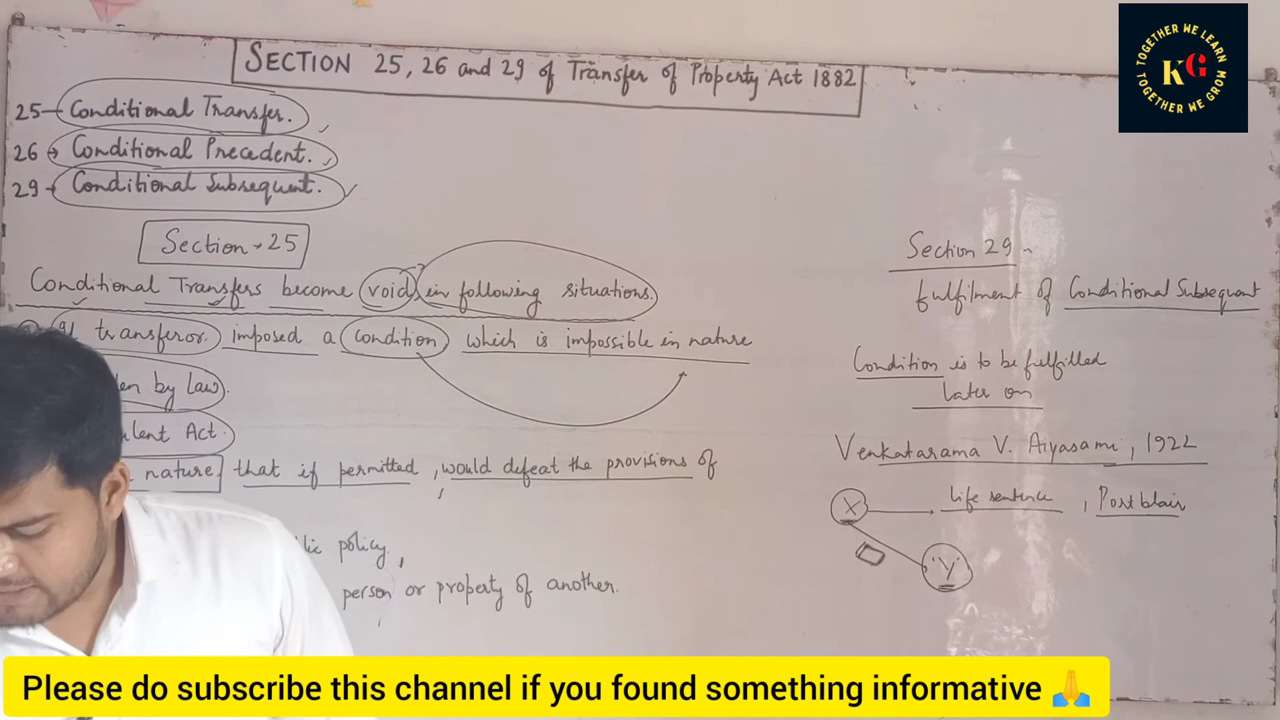 SECTION 25, 26 and 29 of Transfer of Property Act 1882
TOGETHER WE LEARN
KG
TOGETHER WE GROW
25 - Conditional Transfer.
26 → Conditional Precedent.
29 - Conditional Subsequent.
Section → 25
Conditional Transfers become void in following situations.
transferor imposed a condition which is impossible in nature
by law.
Act.
nature that if permitted, would defeat the provisions of
policy,
person or property of another.
Section 29 -
fulfilment of Conditional Subsequent
Condition is to be fulfilled
later on
Venkatarama V. Aiyasami, 1922
X → life sentence, Portblair
'Y'
Please do subscribe this channel if you found something informative 🙏